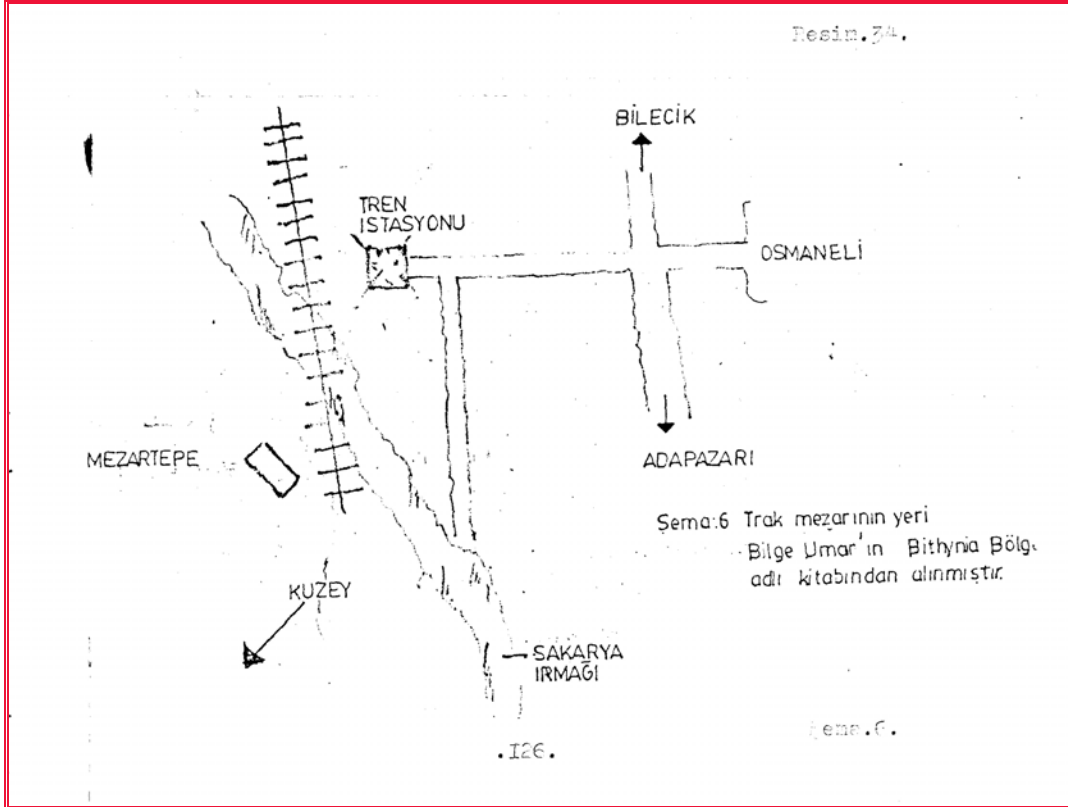 Resim.34.
BİLECİK
TREN
İSTASYONU
OSMANELİ
MEZARTEPE
ADAPAZARI
Şema:6 Trak mezarının yeri
Bilge Umar'ın Bithynia Bölg.
adlı kitabından alınmıştır.
KUZEY
SAKARYA
IRMAĞI
Şema.6.
.I26.